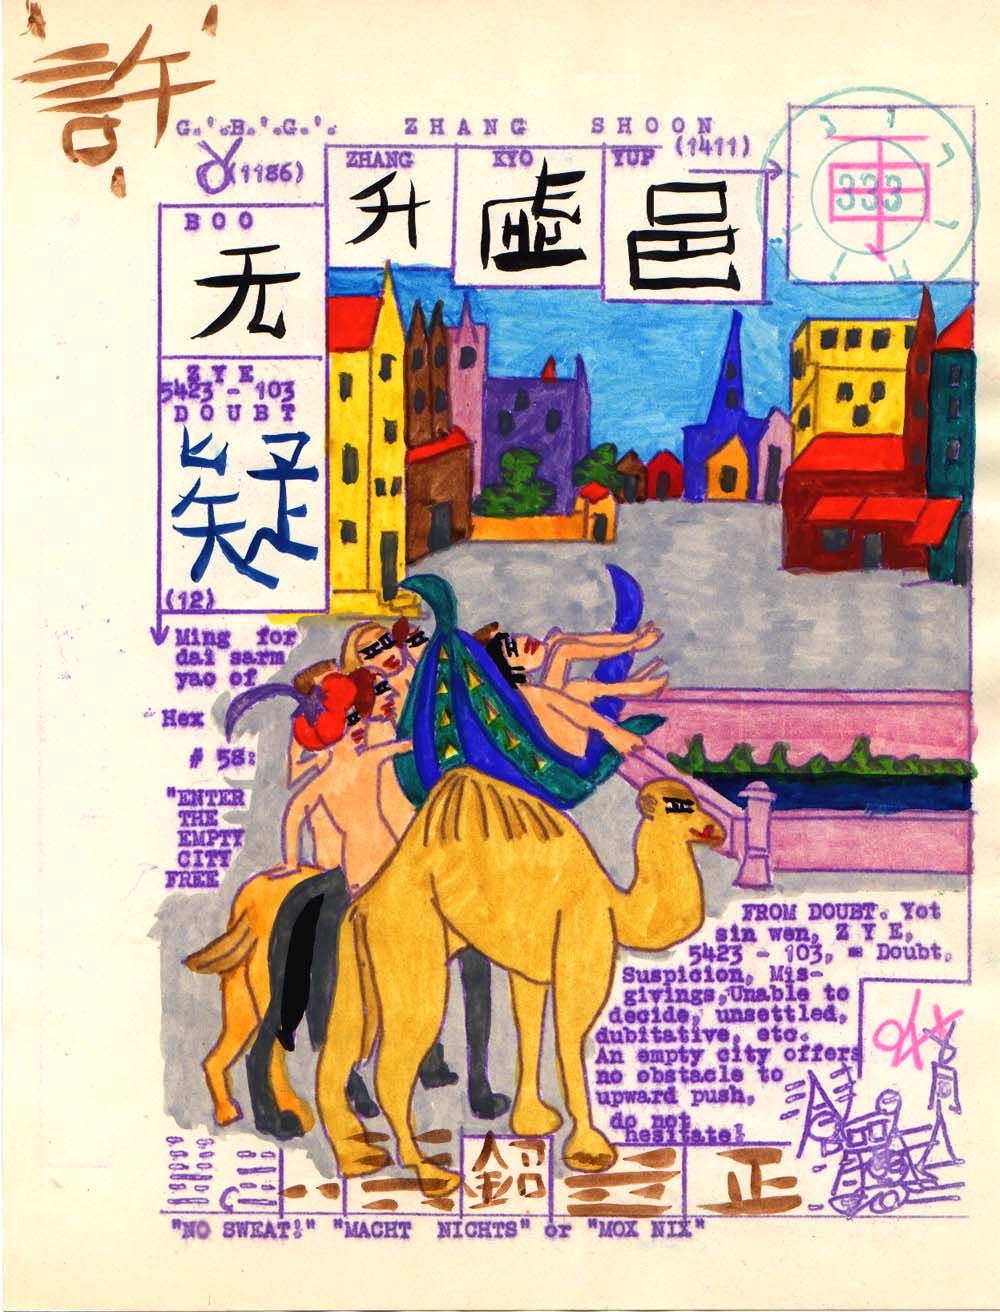 許
G.'.B.'.G.'. ZHANG SHOON
(1186)
ZHANG KYO YUP (1411)
升 虛 邑
車
333
BOO
无
ZYE
5423 - 103
DOUBT
疑
(12)
Ming for
dai sarm
yao of
Hex
# 58:
"ENTER
THE
EMPTY
CITY
FREE
FROM DOUBT. Yot
sin wen, Z Y E,
5423 - 103, = Doubt,
Suspicion, Mis-
givings, Unable to
decide, unsettled,
dubitative, etc.
An empty city offers
no obstacle to
upward push,
do not
hesitate!
正
"NO SWEAT!" "MACHT NICHTS" or "MOX NIX"